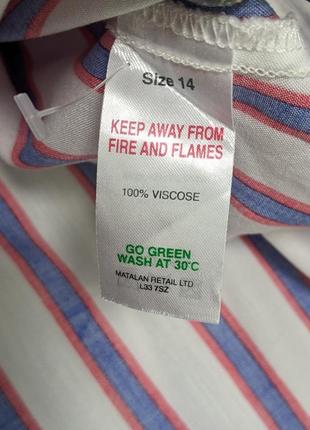 Size 14
KEEP AWAY FROM
FIRE AND FLAMES
100% VISCOSE
GO GREEN
WASH AT 30°C
MATALAN RETAIL LTD
L33 7SZ